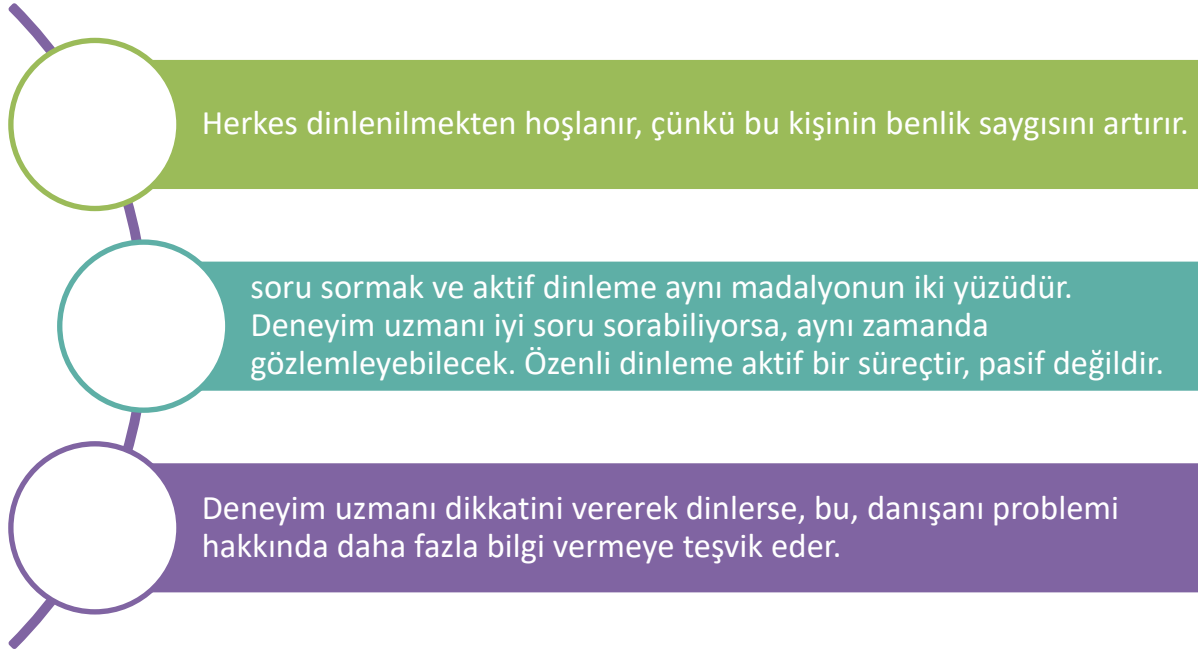 Herkes dinlenilmekten hoşlanır, çünkü bu kişinin benlik saygısını artırır.
soru sormak ve aktif dinleme aynı madalyonun iki yüzüdür.
Deneyim uzmanı iyi soru sorabiliyorsa, aynı zamanda
gözlemleyebilecek. Özenli dinleme aktif bir süreçtir, pasif değildir.
Deneyim uzmanı dikkatini vererek dinlerse, bu, danışanı problemi
hakkında daha fazla bilgi vermeye teşvik eder.